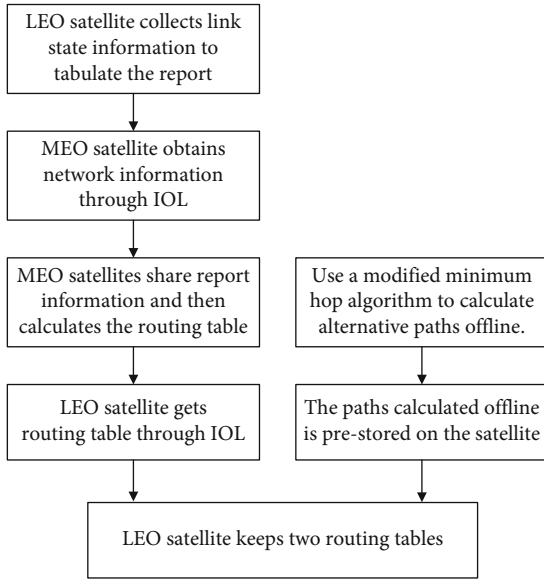 LEO satellite collects link
state information to
tabulate the report
MEO satellite obtains
network information
through IOL
MEO satellites share report
information and then
calculates the routing table
Use a modified minimum
hop algorithm to calculate
alternative paths offline.
LEO satellite gets
routing table through IOL
The paths calculated offline
is pre-stored on the satellite
LEO satellite keeps two routing tables